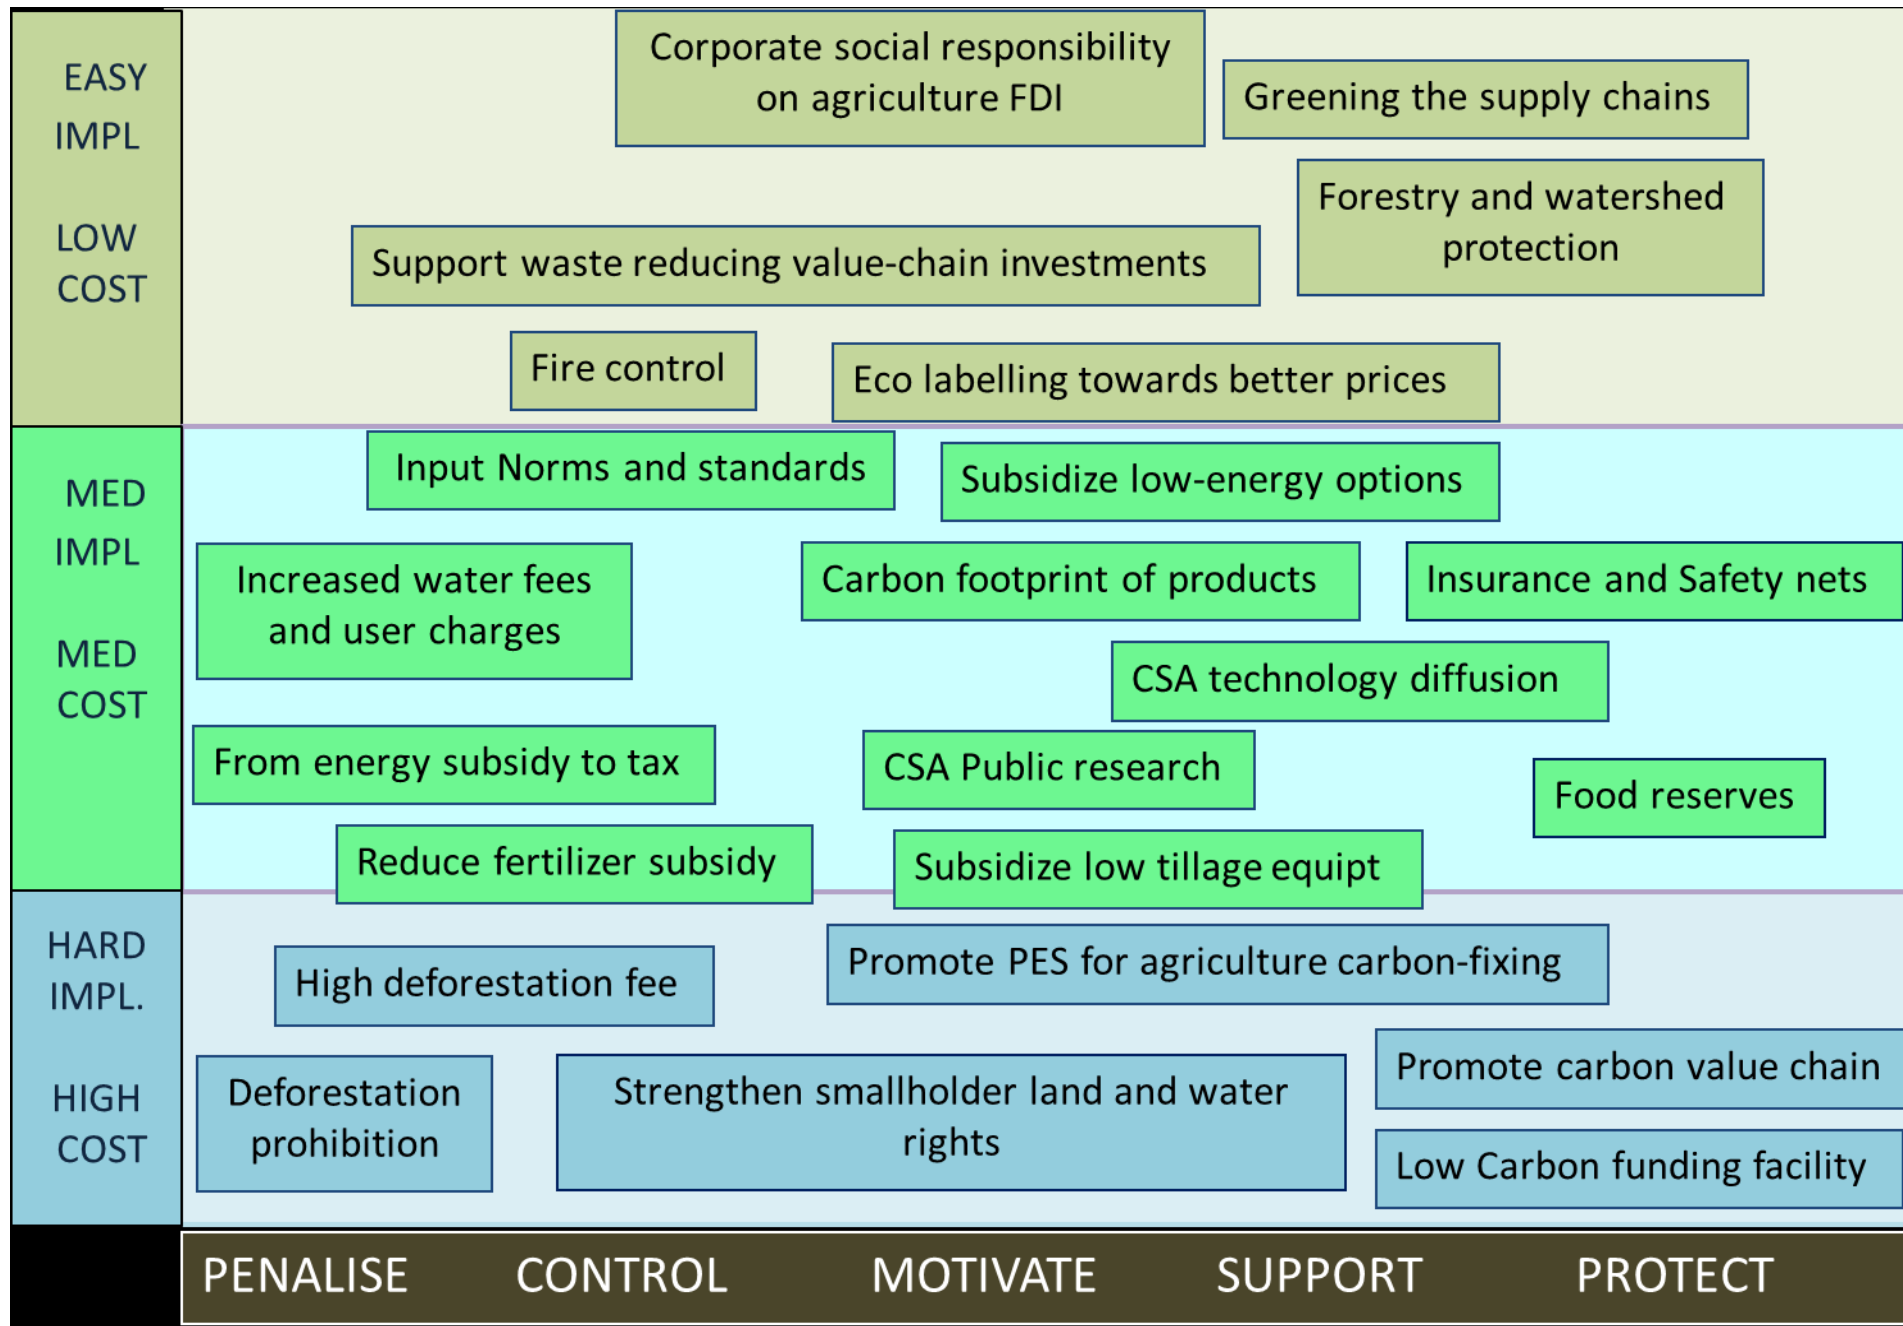 EASY
IMPL
LOW
COST
Corporate social responsibility
on agriculture FDI
Greening the supply chains
Forestry and watershed
protection
Support waste reducing value-chain investments
Fire control
Eco labelling towards better prices
MED
IMPL
MED
COST
Input Norms and standards
Subsidize low-energy options
Increased water fees
and user charges
Carbon footprint of products
Insurance and Safety nets
CSA technology diffusion
From energy subsidy to tax
CSA Public research
Food reserves
Reduce fertilizer subsidy
Subsidize low tillage equipt
HARD
IMPL.
HIGH
COST
High deforestation fee
Promote PES for agriculture carbon-fixing
Deforestation
prohibition
Strengthen smallholder land and water
rights
Promote carbon value chain
Low Carbon funding facility
PENALISE CONTROL MOTIVATE SUPPORT PROTECT